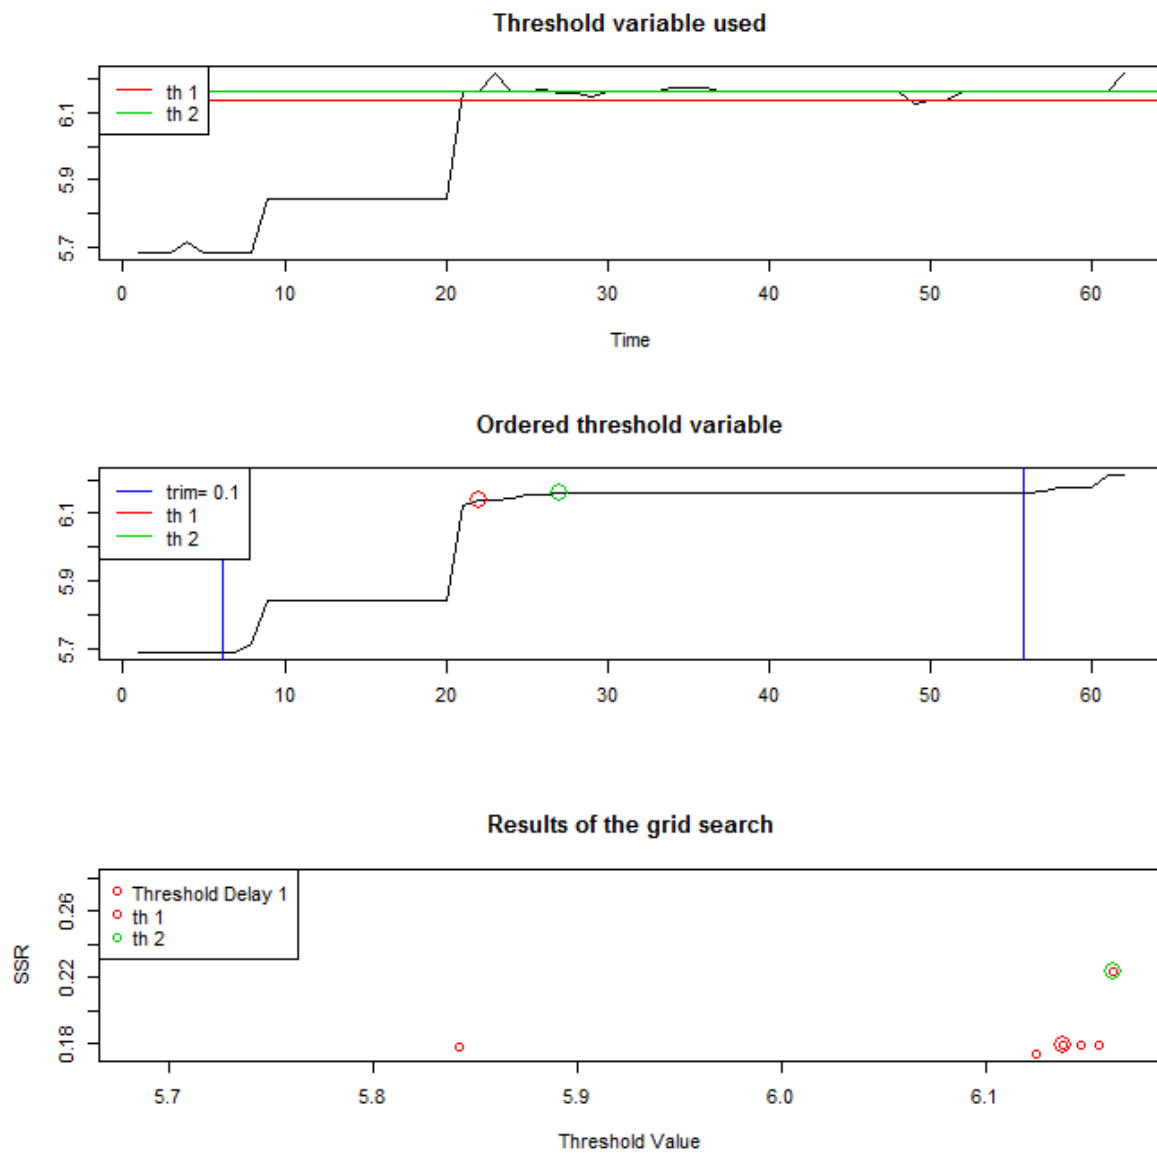 Threshold variable used
th 1
th 2
5.7 5.9 6.1
0 10 20 30 40 50 60
Time
Ordered threshold variable
trim= 0.1
th 1
th 2
5.7 5.9 6.1
0 10 20 30 40 50 60
Results of the grid search
Threshold Delay 1
th 1
th 2
SSR
0.18 0.22 0.26
5.7 5.8 5.9 6.0 6.1
Threshold Value